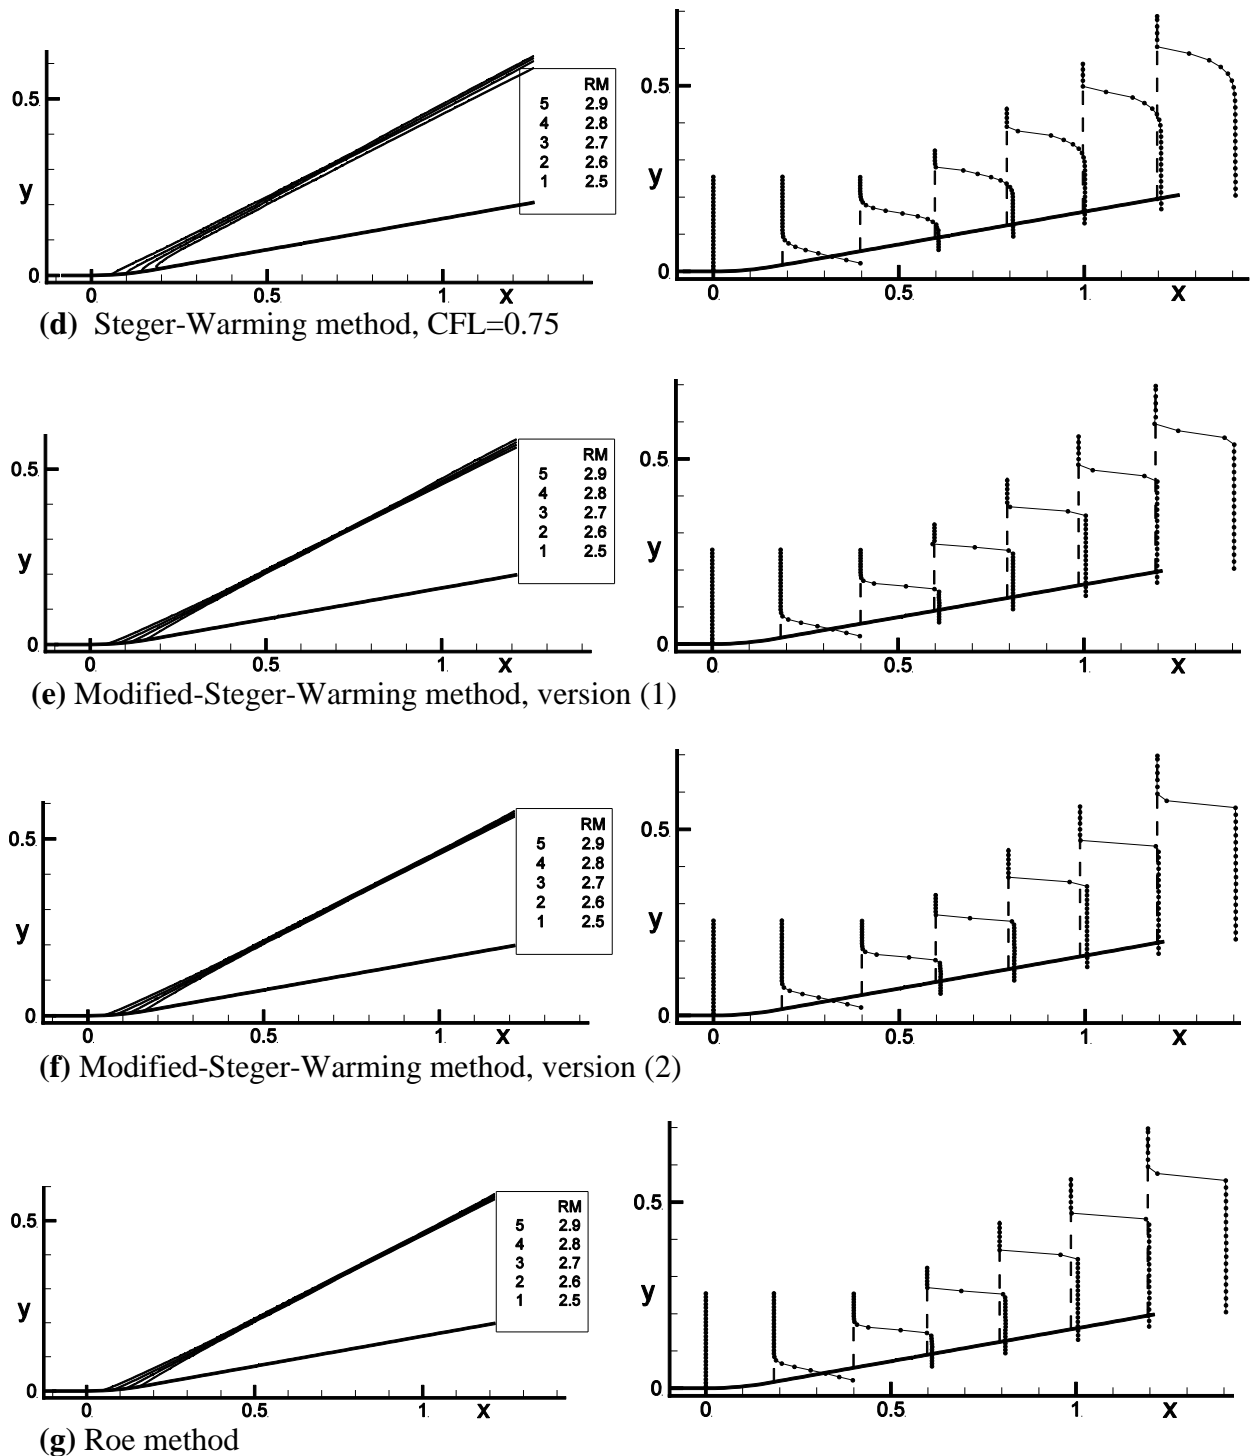 RM
5 2.9
4 2.8
3 2.7
2 2.6
1 2.5
y
0.5
0.
0.
0.5
1.
x
y
0.5
0.
0.
0.5
1.
x
(d) Steger-Warming method, CFL=0.75
RM
5 2.9
4 2.8
3 2.7
2 2.6
1 2.5
y
0.5
0.
0.
0.5
1.
x
y
0.5
0.
0.
0.5
1.
x
(e) Modified-Steger-Warming method, version (1)
RM
5 2.9
4 2.8
3 2.7
2 2.6
1 2.5
y
0.5
0.
0.
0.5
1.
x
y
0.5
0.
0.
0.5
1.
x
(f) Modified-Steger-Warming method, version (2)
RM
5 2.9
4 2.8
3 2.7
2 2.6
1 2.5
y
0.5
0.
0.
0.5
1.
x
y
0.5
0.
0.
0.5
1.
x
(g) Roe method